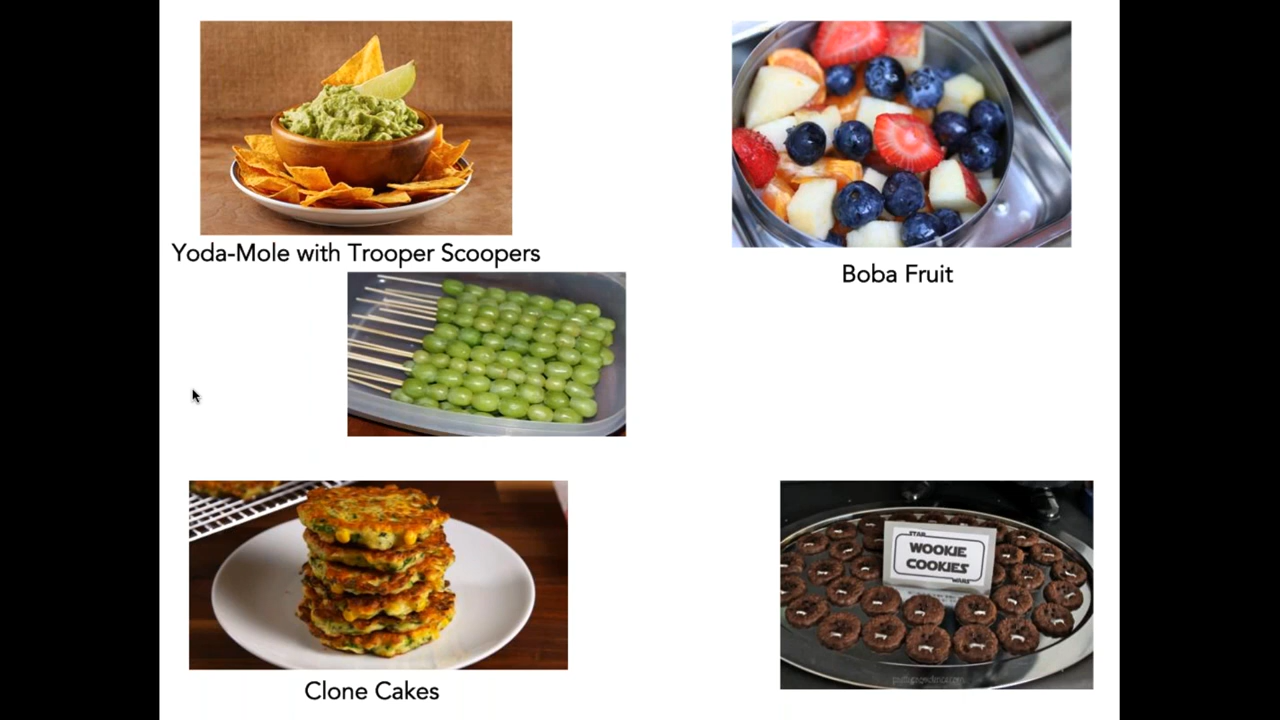 Yoda-Mole with Trooper Scoopers
Boba Fruit
STAR
WOOKIE
COOKIES
WARS
Clone Cakes